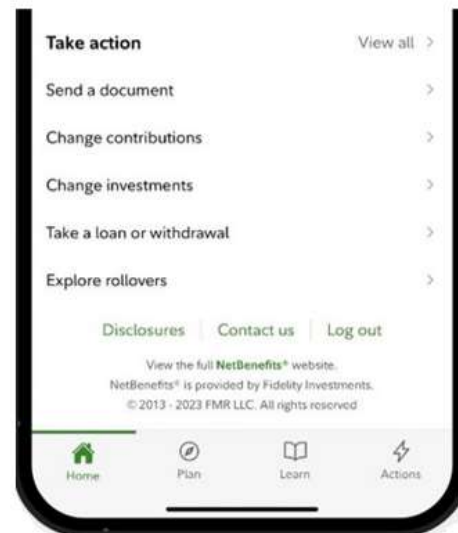 Take action View all >
Send a document >
Change contributions >
Change investments >
Take a loan or withdrawal >
Explore rollovers >
Disclosures | Contact us | Log out
View the full NetBenefits® website.
NetBenefits® is provided by Fidelity Investments.
© 2013 - 2023 FMR LLC. All rights reserved
Home Plan Learn Actions